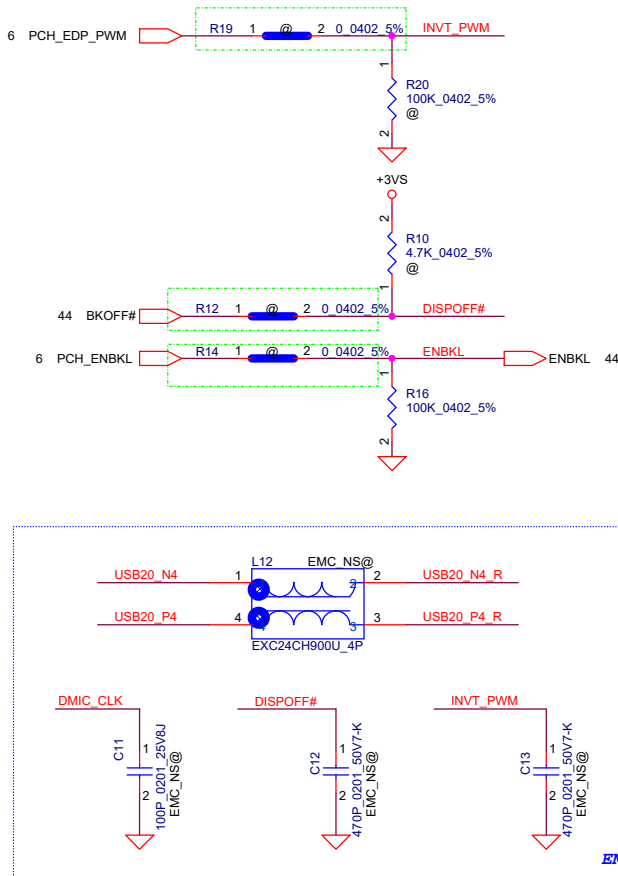 6 PCH_EDP_PWM R19 1 @ 2 0_0402_5% INVT_PWM
1
R20
100K_0402_5%
@
2
+3VS
2
R10
4.7K_0402_5%
@
1
44 BKOFF# R12 1 @ 2 0_0402_5% DISPOFF#
6 PCH_ENBKL R14 1 @ 2 0_0402_5% ENBKL ENBKL 44
1
R16
100K_0402_5%
2
L12 EMC_NS@
USB20_N4 1 2 2 USB20_N4_R
USB20_P4 4 3 3 USB20_P4_R
EXC24CH900U_4P
DMIC_CLK
C11
1
2
100P_0201_25V8J
EMC_NS@
DISPOFF#
C12
1
2
470P_0201_50V7-K
EMC_NS@
INVT_PWM
C13
1
2
470P_0201_50V7-K
EMC_NS@